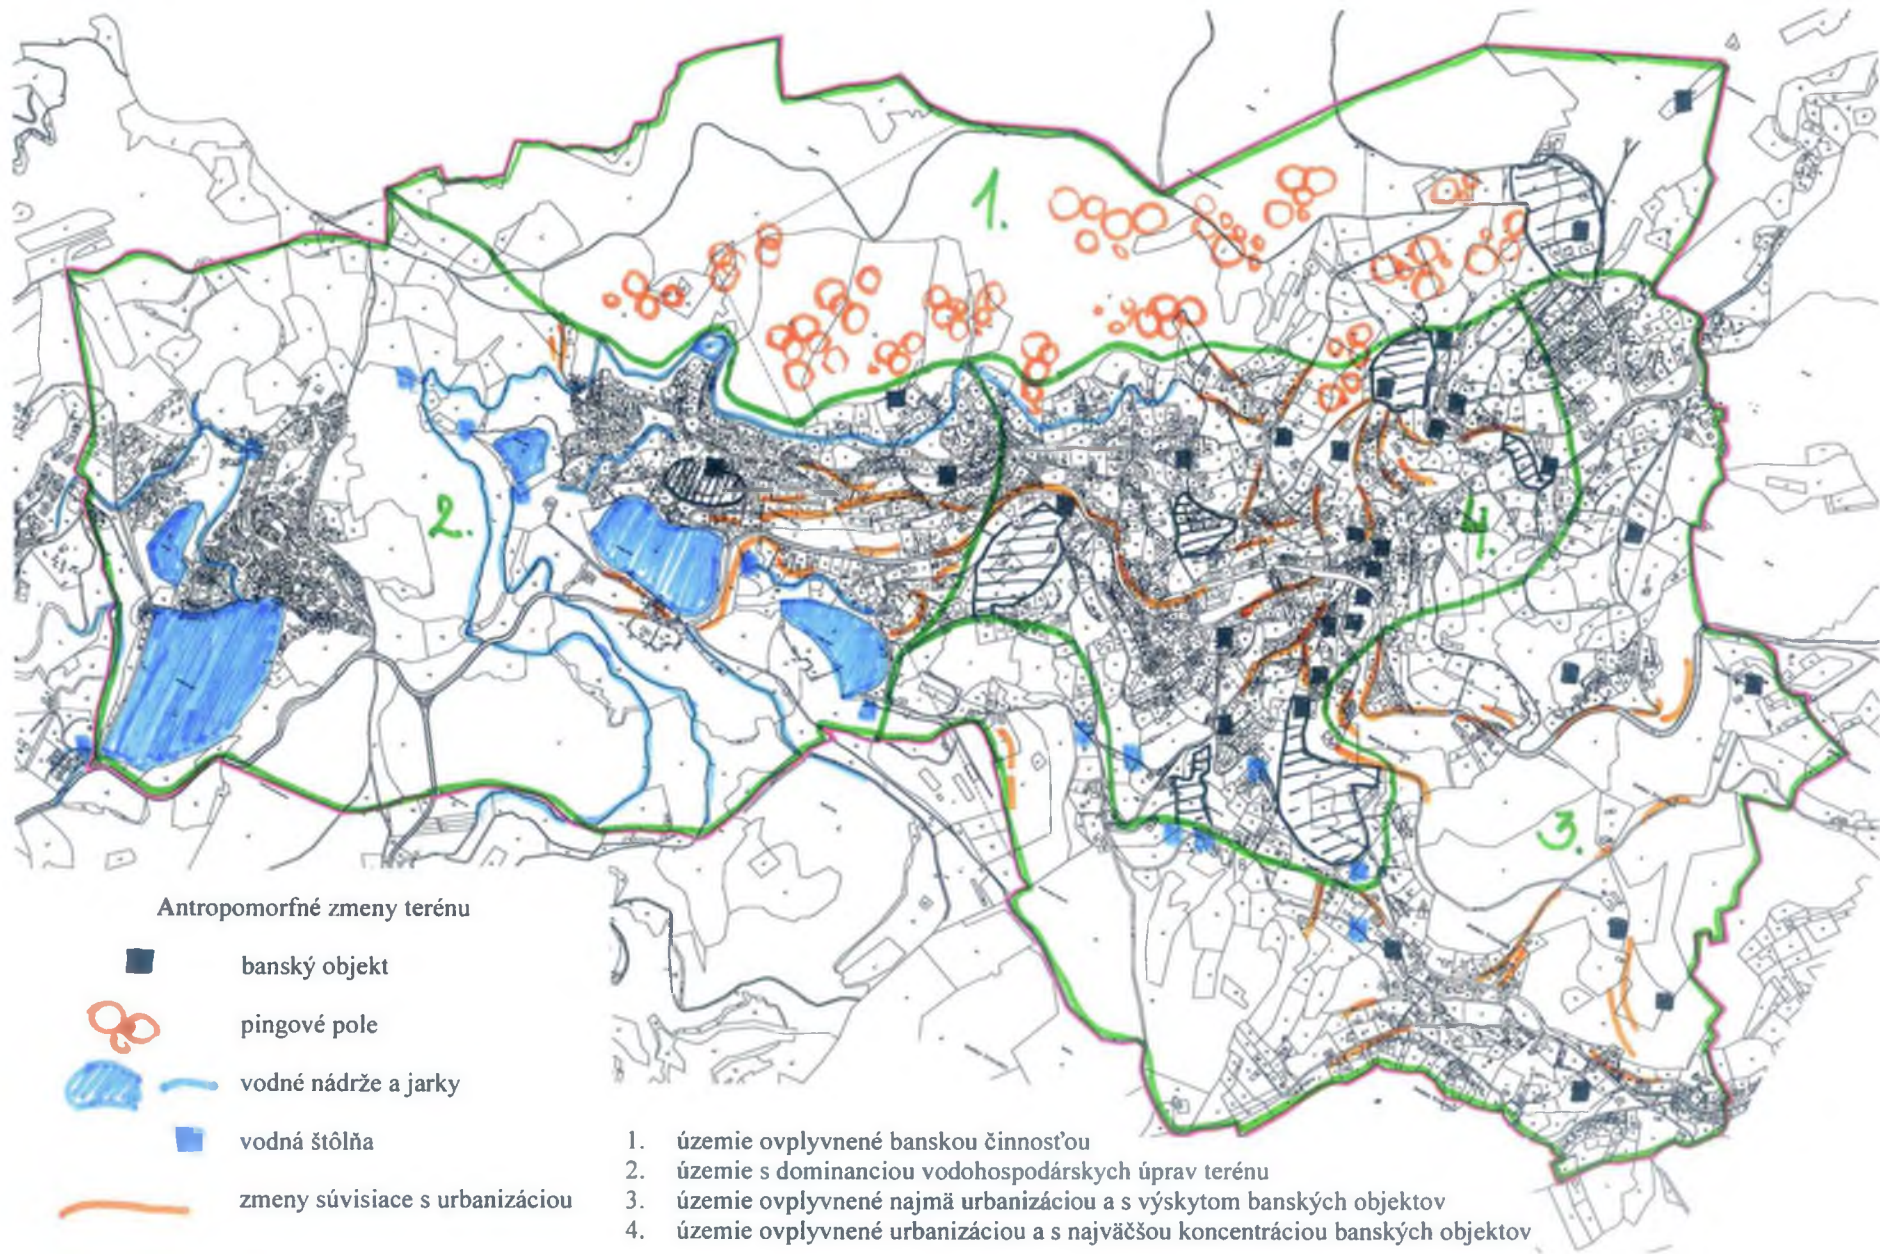 1.
2.
4.
3.
Antropomorfné zmeny terénu
banský objekt
pingové pole
vodné nádrže a jarky
vodná štôlňa
zmeny súvisiace s urbanizáciou
1. územie ovplyvnené banskou činnosťou
2. územie s dominanciou vodohospodárskych úprav terénu
3. územie ovplyvnené najmä urbanizáciou a s výskytom banských objektov
4. územie ovplyvnené urbanizáciou a s najväčšou koncentráciou banských objektov